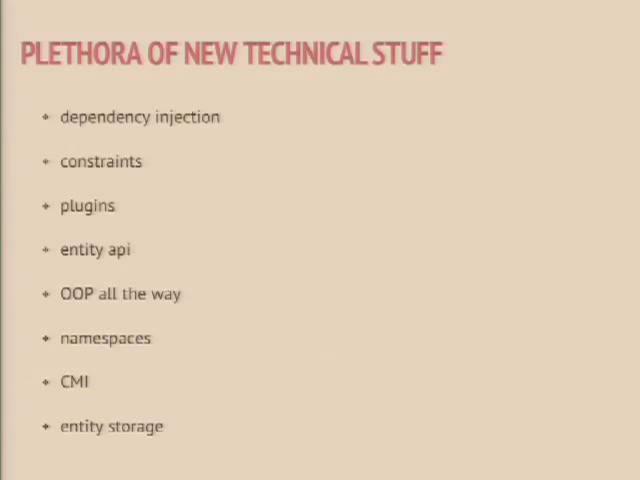 PLETHORA OF NEW TECHNICAL STUFF
dependency injection
constraints
plugins
entity api
OOP all the way
namespaces
CMI
entity storage